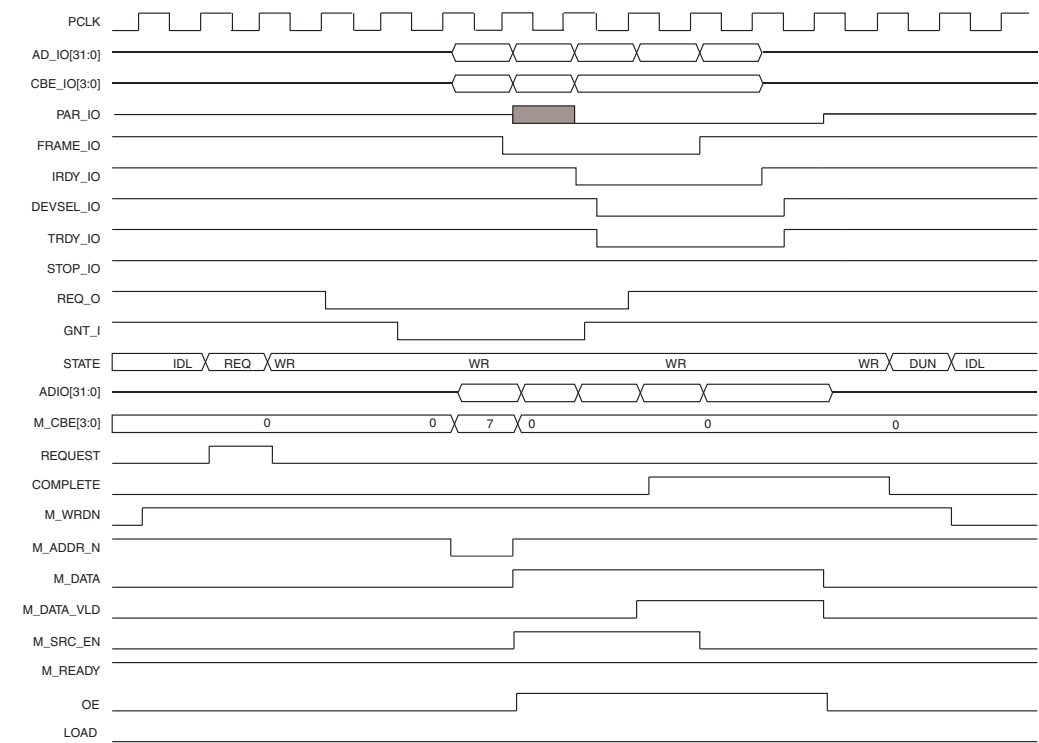 PCLK
AD_IO[31:0]
CBE_IO[3:0]
PAR_IO
FRAME_IO
IRDY_IO
DEVSEL_IO
TRDY_IO
STOP_IO
REQ_O
GNT_I
STATE IDL REQ WR WR WR WR DUN IDL
ADIO[31:0]
M_CBE[3:0] 0 0 7 0 0 0
REQUEST
COMPLETE
M_WRDN
M_ADDR_N
M_DATA
M_DATA_VLD
M_SRC_EN
M_READY
OE
LOAD